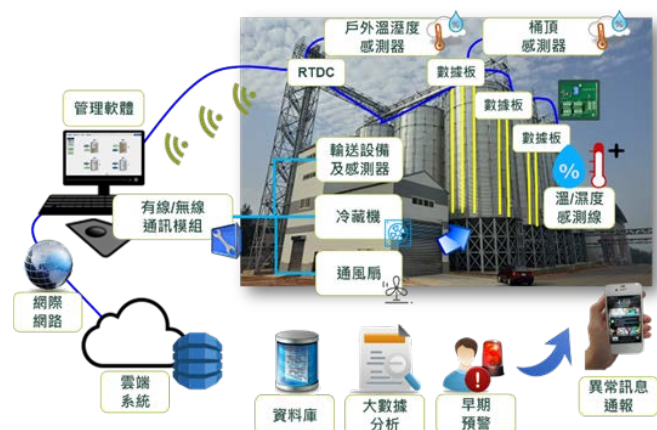 戶外溫溼度
感測器
桶頂
感測器
RTDC
數據板
數據板
數據板
管理軟體
輸送設備
及感測器
%
+
溫/濕度
感測線
有線/無線
通訊模組
冷藏機
通風扇
網際
網路
雲端
系統
資料庫
大數據
分析
早期
預警
異常訊息
通報